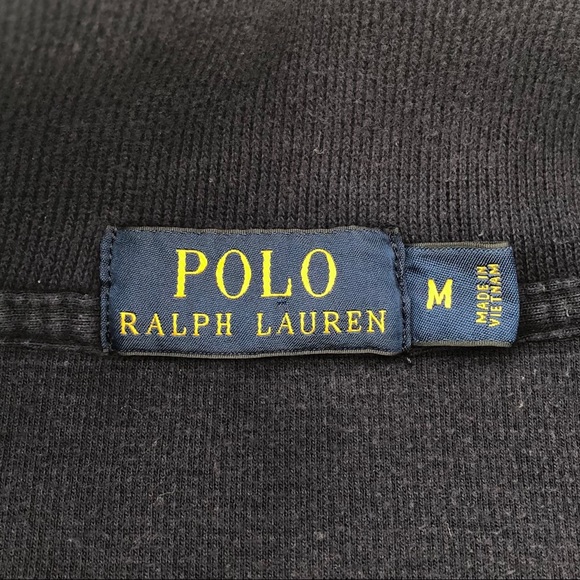 POLO
RALPH LAUREN
M
MADE IN
VIETNAM